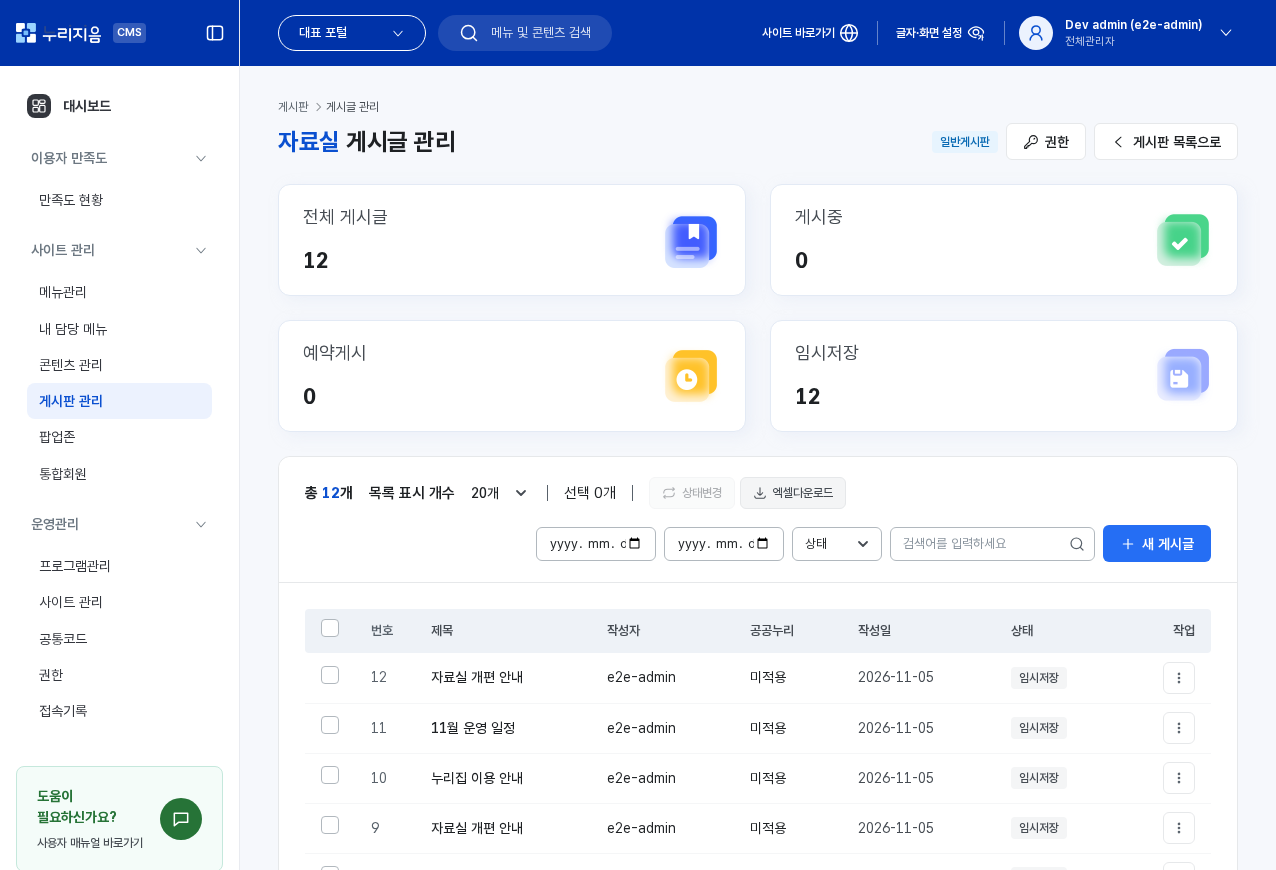 누리지음 CMS
대표 포털
메뉴 및 콘텐츠 검색
사이트 바로가기
글자·화면 설정
Dev admin (e2e-admin)
전체관리자
대시보드
이용자 만족도
만족도 현황
사이트 관리
메뉴관리
내 담당 메뉴
콘텐츠 관리
게시판 관리
팝업존
통합회원
운영관리
프로그램관리
사이트 관리
공통코드
권한
접속기록
도움이
필요하신가요?
사용자 매뉴얼 바로가기
게시판 > 게시글 관리
자료실 게시글 관리
일반게시판
권한
게시판 목록으로
전체 게시글
12
게시중
0
예약게시
0
임시저장
12
총 12개 목록 표시 개수 20개 선택 0개 상태변경 엑셀다운로드
yyyy. mm. d yyyy. mm. d 상태 검색어를 입력하세요 새 게시글
번호 제목 작성자 공공누리 작성일 상태 작업
12 자료실 개편 안내 e2e-admin 미적용 2026-11-05 임시저장
11 11월 운영 일정 e2e-admin 미적용 2026-11-05 임시저장
10 누리집 이용 안내 e2e-admin 미적용 2026-11-05 임시저장
9 자료실 개편 안내 e2e-admin 미적용 2026-11-05 임시저장